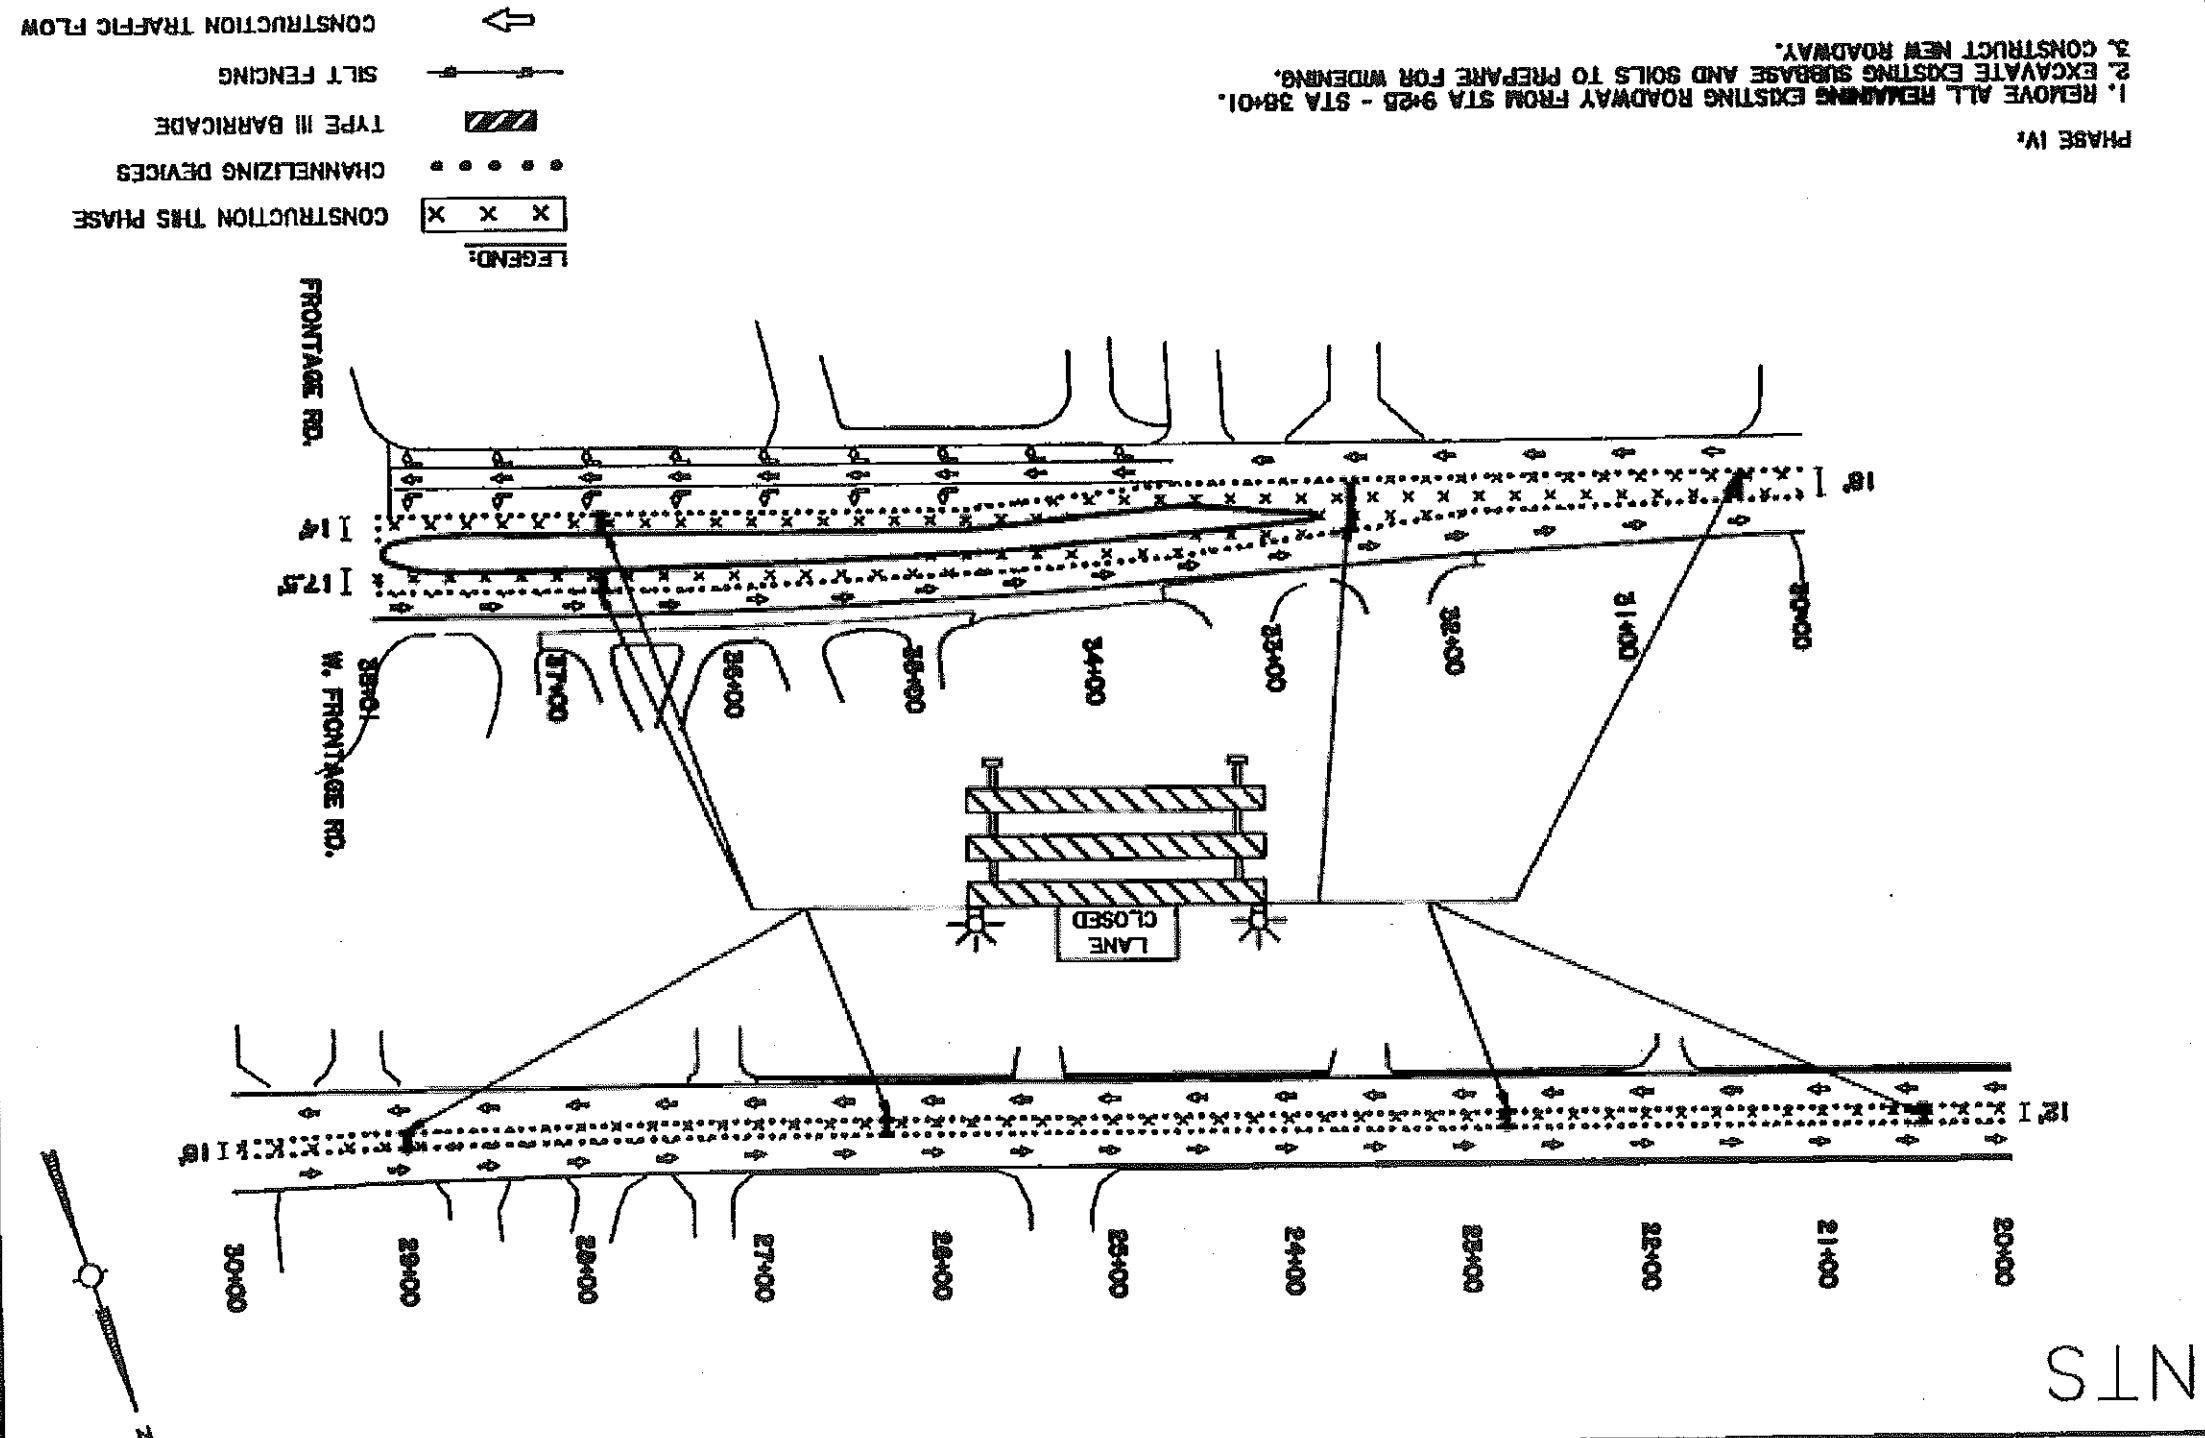 NTS
20+00
21+00
22+00
23+00
24+00
25+00
26+00
27+00
28+00
29+00
30+00
12'
16'
LANE
CLOSED
30+00
31+00
32+00
33+00
34+00
35+00
36+00
37+00
38+01
W. FRONTAGE RD.
FRONTAGE RD.
18'
17.5'
14'
PHASE IV:
1. REMOVE ALL REMAINING EXISTING ROADWAY FROM STA 9+25 - STA 38+01.
2. EXCAVATE EXISTING SUBBASE AND SOILS TO PREPARE FOR WIDENING.
3. CONSTRUCT NEW ROADWAY.
LEGEND:
CONSTRUCTION THIS PHASE
CHANNELIZING DEVICES
TYPE III BARRICADE
SILT FENCING
CONSTRUCTION TRAFFIC FLOW